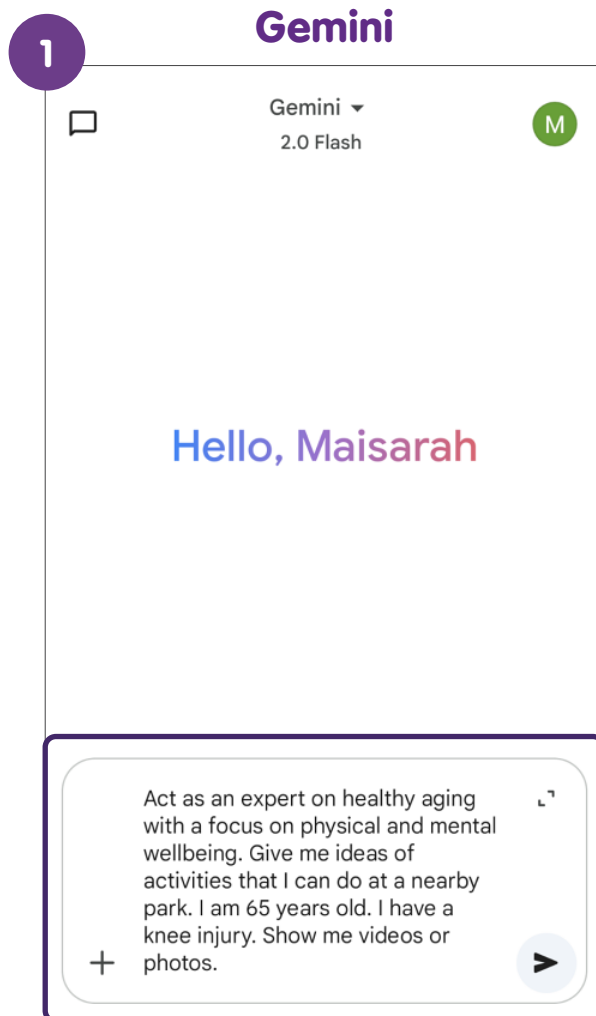 Gemini
1
Gemini
2.0 Flash
M
Hello, Maisarah
Act as an expert on healthy aging
with a focus on physical and mental
wellbeing. Give me ideas of
activities that I can do at a nearby
park. I am 65 years old. I have a
knee injury. Show me videos or
photos.